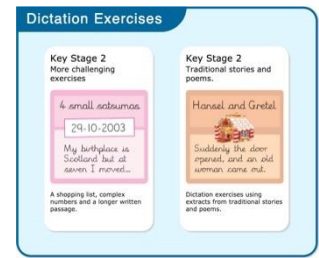 Dictation Exercises
Key Stage 2
More challenging
exercises
4 small satsumas
29-10-2003
My birthplace is
Scotland but at
seven I moved...
A shopping list, complex
numbers and a longer written
passage.
Key Stage 2
Traditional stories and
poems.
Hansel and Gretel
Suddenly the door
opened, and an old
woman came out.
Dictation exercises using
extracts from traditional stories
and poems.